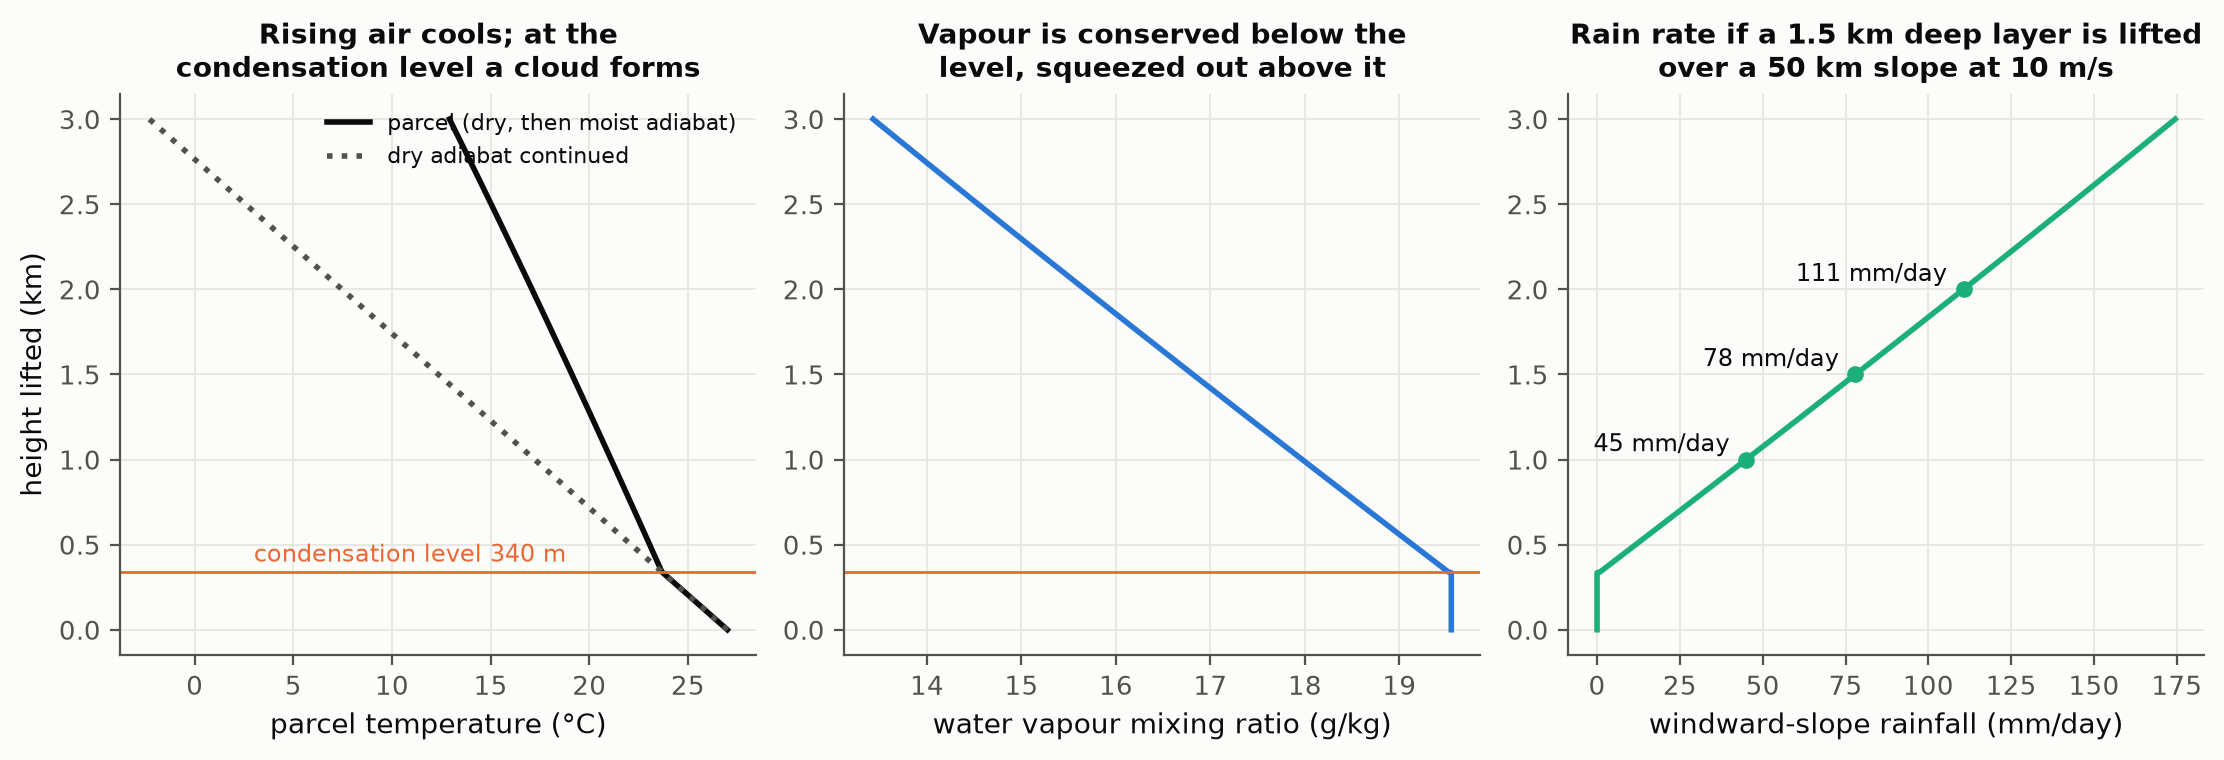 Rising air cools; at the
condensation level a cloud forms
parcel (dry, then moist adiabat)
dry adiabat continued
condensation level 340 m
height lifted (km)
3.0
2.5
2.0
1.5
1.0
0.5
0.0
0 5 10 15 20 25
parcel temperature (°C)
Vapour is conserved below the
level, squeezed out above it
3.0
2.5
2.0
1.5
1.0
0.5
0.0
14 15 16 17 18 19
water vapour mixing ratio (g/kg)
Rain rate if a 1.5 km deep layer is lifted
over a 50 km slope at 10 m/s
3.0
2.5
2.0
1.5
1.0
0.5
0.0
111 mm/day
78 mm/day
45 mm/day
0 25 50 75 100 125 150 175
windward-slope rainfall (mm/day)